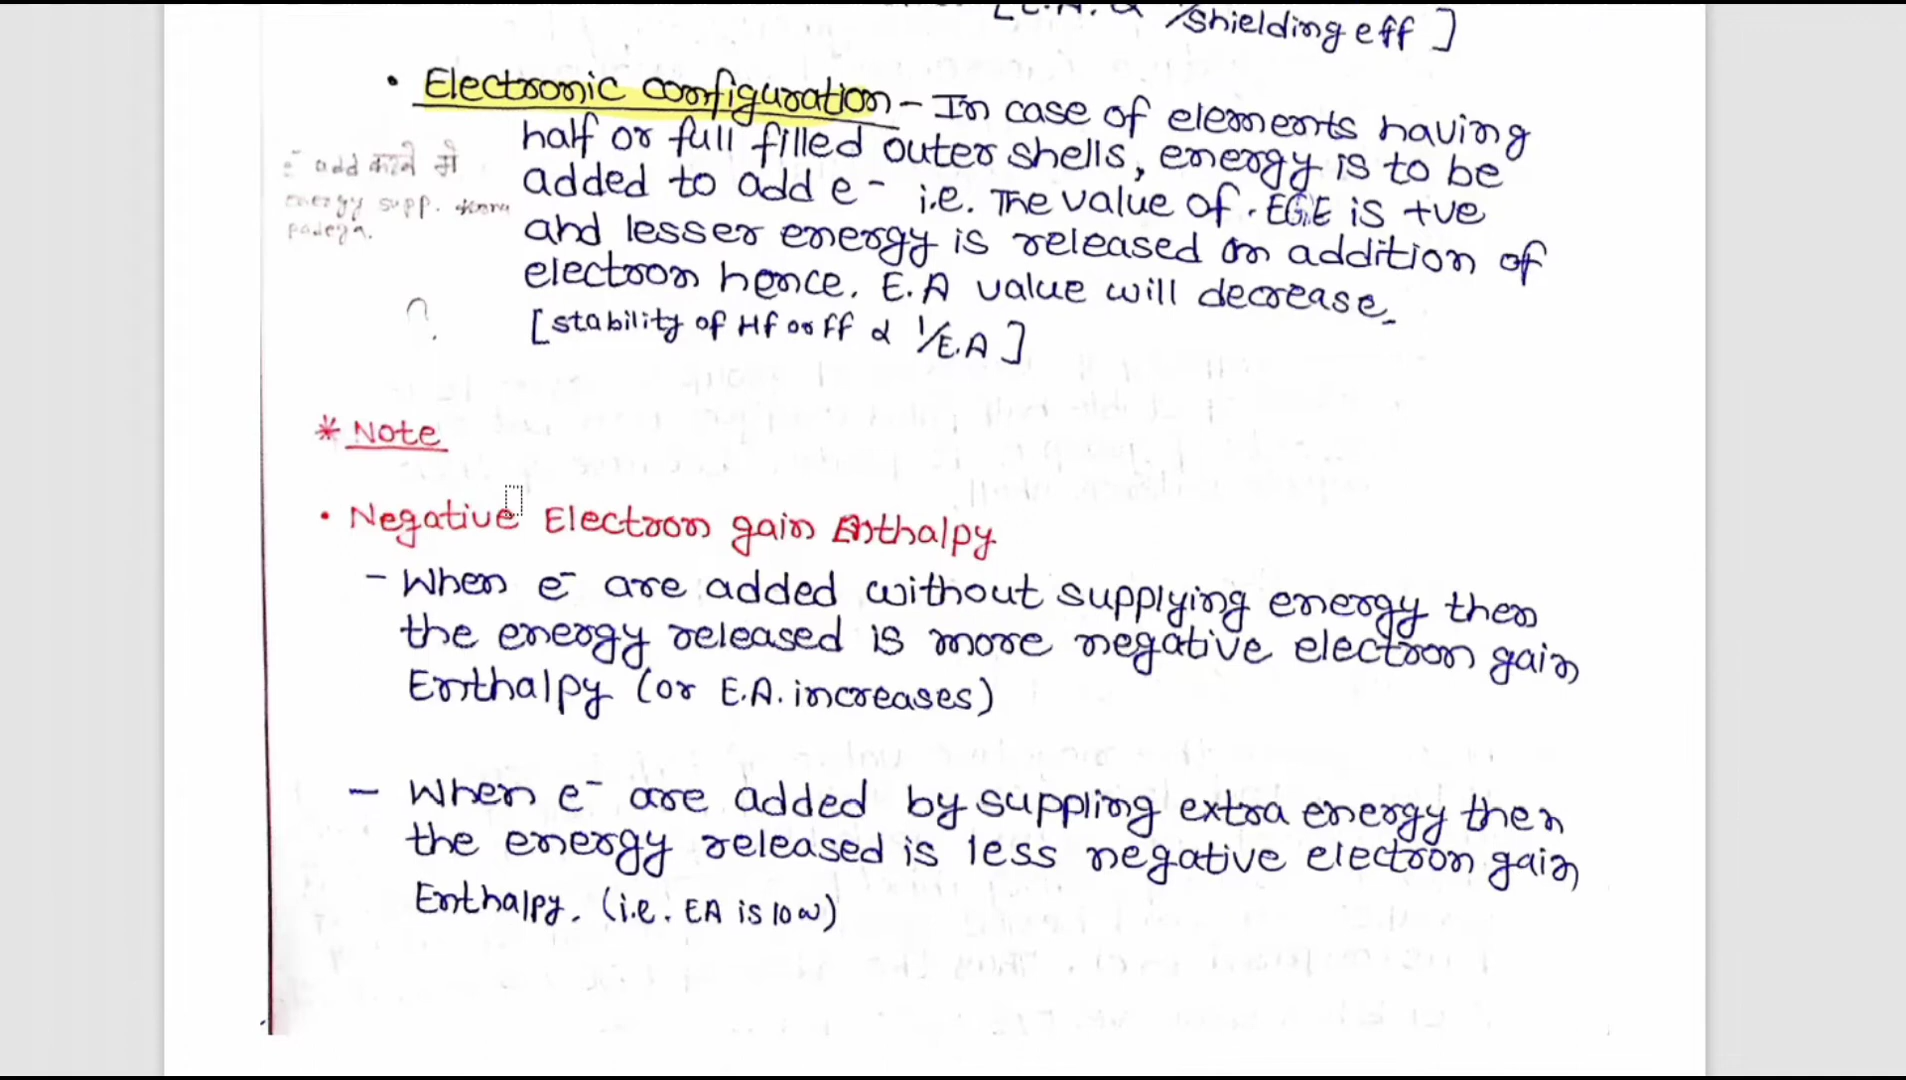 [E.A. α 1/shielding eff ]
• Electronic configuration - In case of elements having
half or full filled outer shells, energy is to be
added to add e - i.e. The value of . EGE is +ve
and lesser energy is released on addition of
electron hence. E.A value will decrease.
[stability of Hf or ff α 1/E.A ]
e- add करने में
energy supp. karna
padega.
?
* Note
• Negative Electron gain Enthalpy
- When e- are added without supplying energy then
the energy released is more negative electron gain
Enthalpy (or E.A. increases)
- When e- are added by suppling extra energy then
the energy released is less negative electron gain
Enthalpy. (i.e. EA is low)